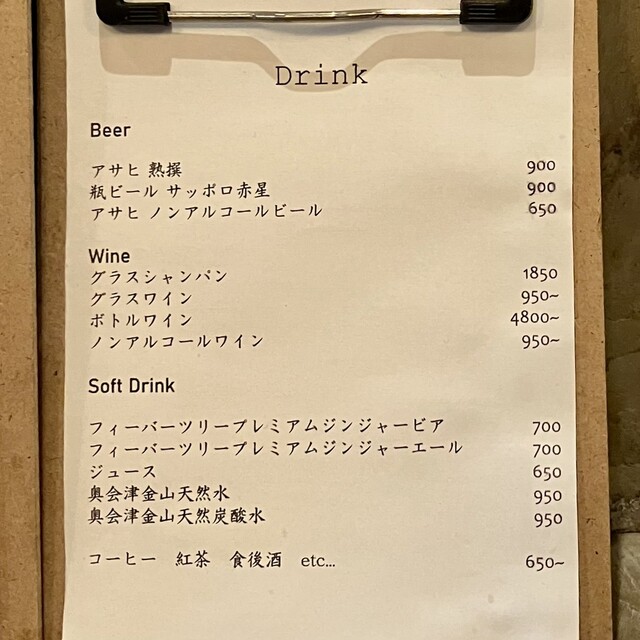 Drink
Beer
アサヒ 熟撰 900
瓶ビール サッポロ赤星 900
アサヒ ノンアルコールビール 650
Wine
グラスシャンパン 1850
グラスワイン 950~
ボトルワイン 4800~
ノンアルコールワイン 950~
Soft Drink
フィーバーツリープレミアムジンジャービア 700
フィーバーツリープレミアムジンジャーエール 700
ジュース 650
奥会津金山天然水 950
奥会津金山天然炭酸水 950
コーヒー 紅茶 食後酒 etc... 650~